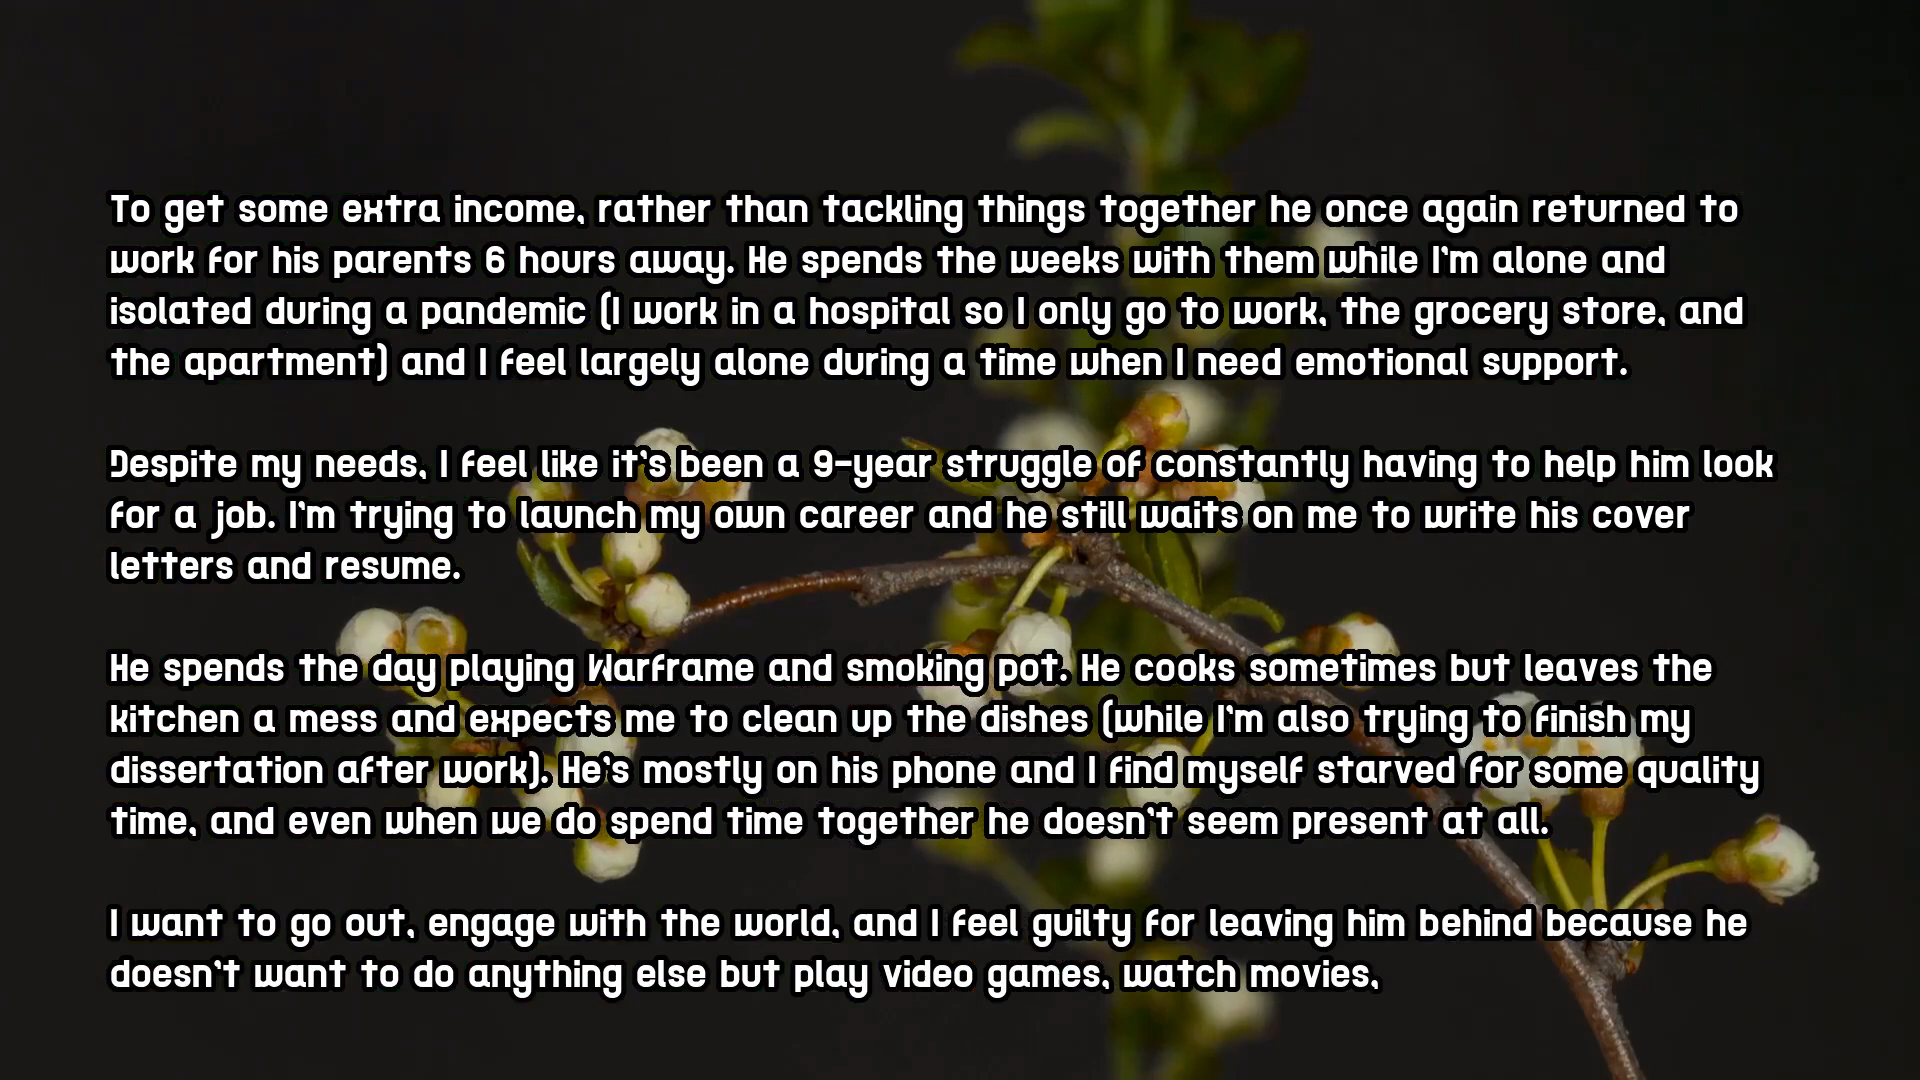 To get some extra income, rather than tackling things together he once again returned to
work for his parents 6 hours away. He spends the weeks with them while I'm alone and
isolated during a pandemic (I work in a hospital so I only go to work, the grocery store, and
the apartment) and I feel largely alone during a time when I need emotional support.
Despite my needs, I feel like it's been a 9-year struggle of constantly having to help him look
for a job. I'm trying to launch my own career and he still waits on me to write his cover
letters and resume.
He spends the day playing Warframe and smoking pot. He cooks sometimes but leaves the
kitchen a mess and expects me to clean up the dishes (while I'm also trying to finish my
dissertation after work). He's mostly on his phone and I find myself starved for some quality
time, and even when we do spend time together he doesn't seem present at all.
I want to go out, engage with the world, and I feel guilty for leaving him behind because he
doesn't want to do anything else but play video games, watch movies,